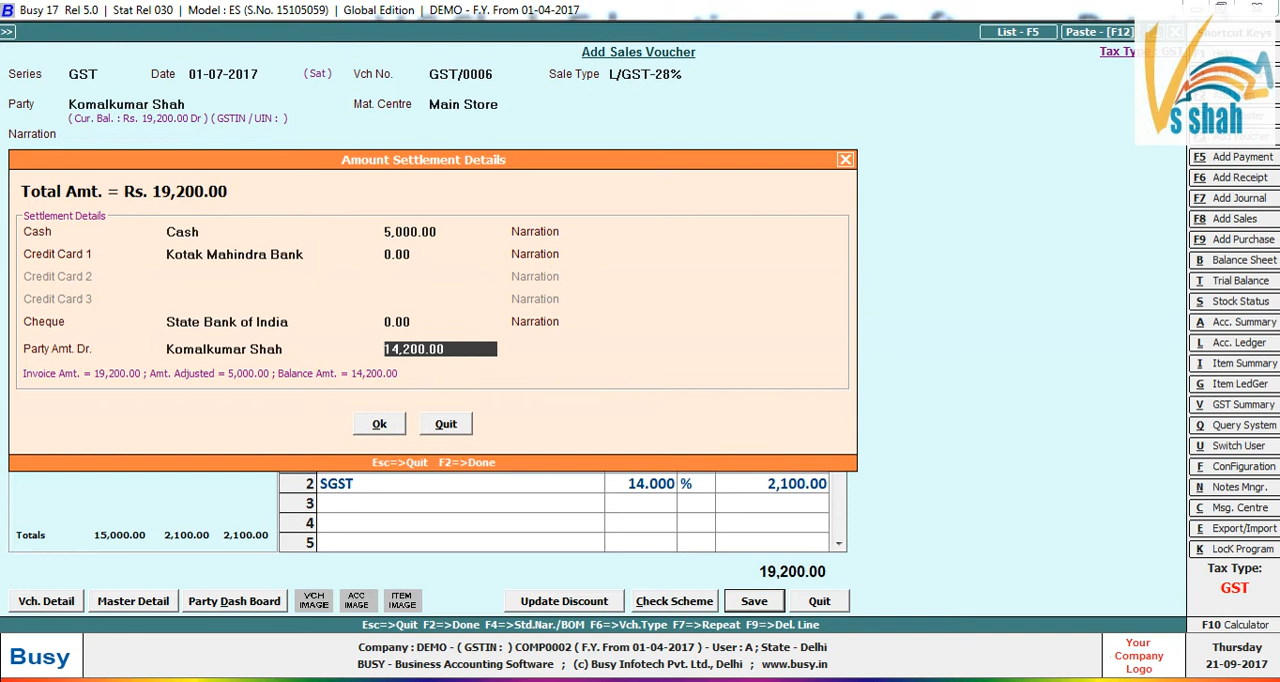 Busy 17 Rel 5.0 | Stat Rel 030 | Model : ES (S.No. 15105059) | Global Edition | DEMO - F.Y. From 01-04-2017
>> List - F5 Paste - [F12]
Add Sales Voucher
Series GST Date 01-07-2017 (Sat) Vch No. GST/0006 Sale Type L/GST-28%
Party Komalkumar Shah Mat. Centre Main Store
( Cur. Bal. : Rs. 19,200.00 Dr ) ( GSTIN / UIN : )
Narration
Vs shah
Amount Settlement Details
Total Amt. = Rs. 19,200.00
Settlement Details
Cash Cash 5,000.00 Narration
Credit Card 1 Kotak Mahindra Bank 0.00 Narration
Credit Card 2 Narration
Credit Card 3 Narration
Cheque State Bank of India 0.00 Narration
Party Amt. Dr. Komalkumar Shah 14,200.00
Invoice Amt. = 19,200.00 ; Amt. Adjusted = 5,000.00 ; Balance Amt. = 14,200.00
Ok Quit
Esc=>Quit F2=>Done
2 SGST 14.000 % 2,100.00
3
4
5
Totals 15,000.00 2,100.00 2,100.00
19,200.00
Vch. Detail Master Detail Party Dash Board VCH IMAGE ACC IMAGE ITEM IMAGE Update Discount Check Scheme Save Quit
Esc=>Quit F2=>Done F4=>Std.Nar./BOM F6=>Vch.Type F7=>Repeat F9=>Del. Line
F5 Add Payment
F6 Add Receipt
F7 Add Journal
F8 Add Sales
F9 Add Purchase
B Balance Sheet
T Trial Balance
S Stock Status
A Acc. Summary
L Acc. Ledger
I Item Summary
G Item LedGer
V GST Summary
Q Query System
U Switch User
F ConFiguration
N Notes Mngr.
C Msg. Centre
E Export/Import
K LocK Program
Tax Type:
GST
F10 Calculator
Busy
Company : DEMO - ( GSTIN : ) COMP0002 ( F.Y. From 01-04-2017 ) - User : A ; State - Delhi
BUSY - Business Accounting Software ; (c) Busy Infotech Pvt. Ltd., Delhi ; www.busy.in
Your
Company
Logo
Thursday
21-09-2017